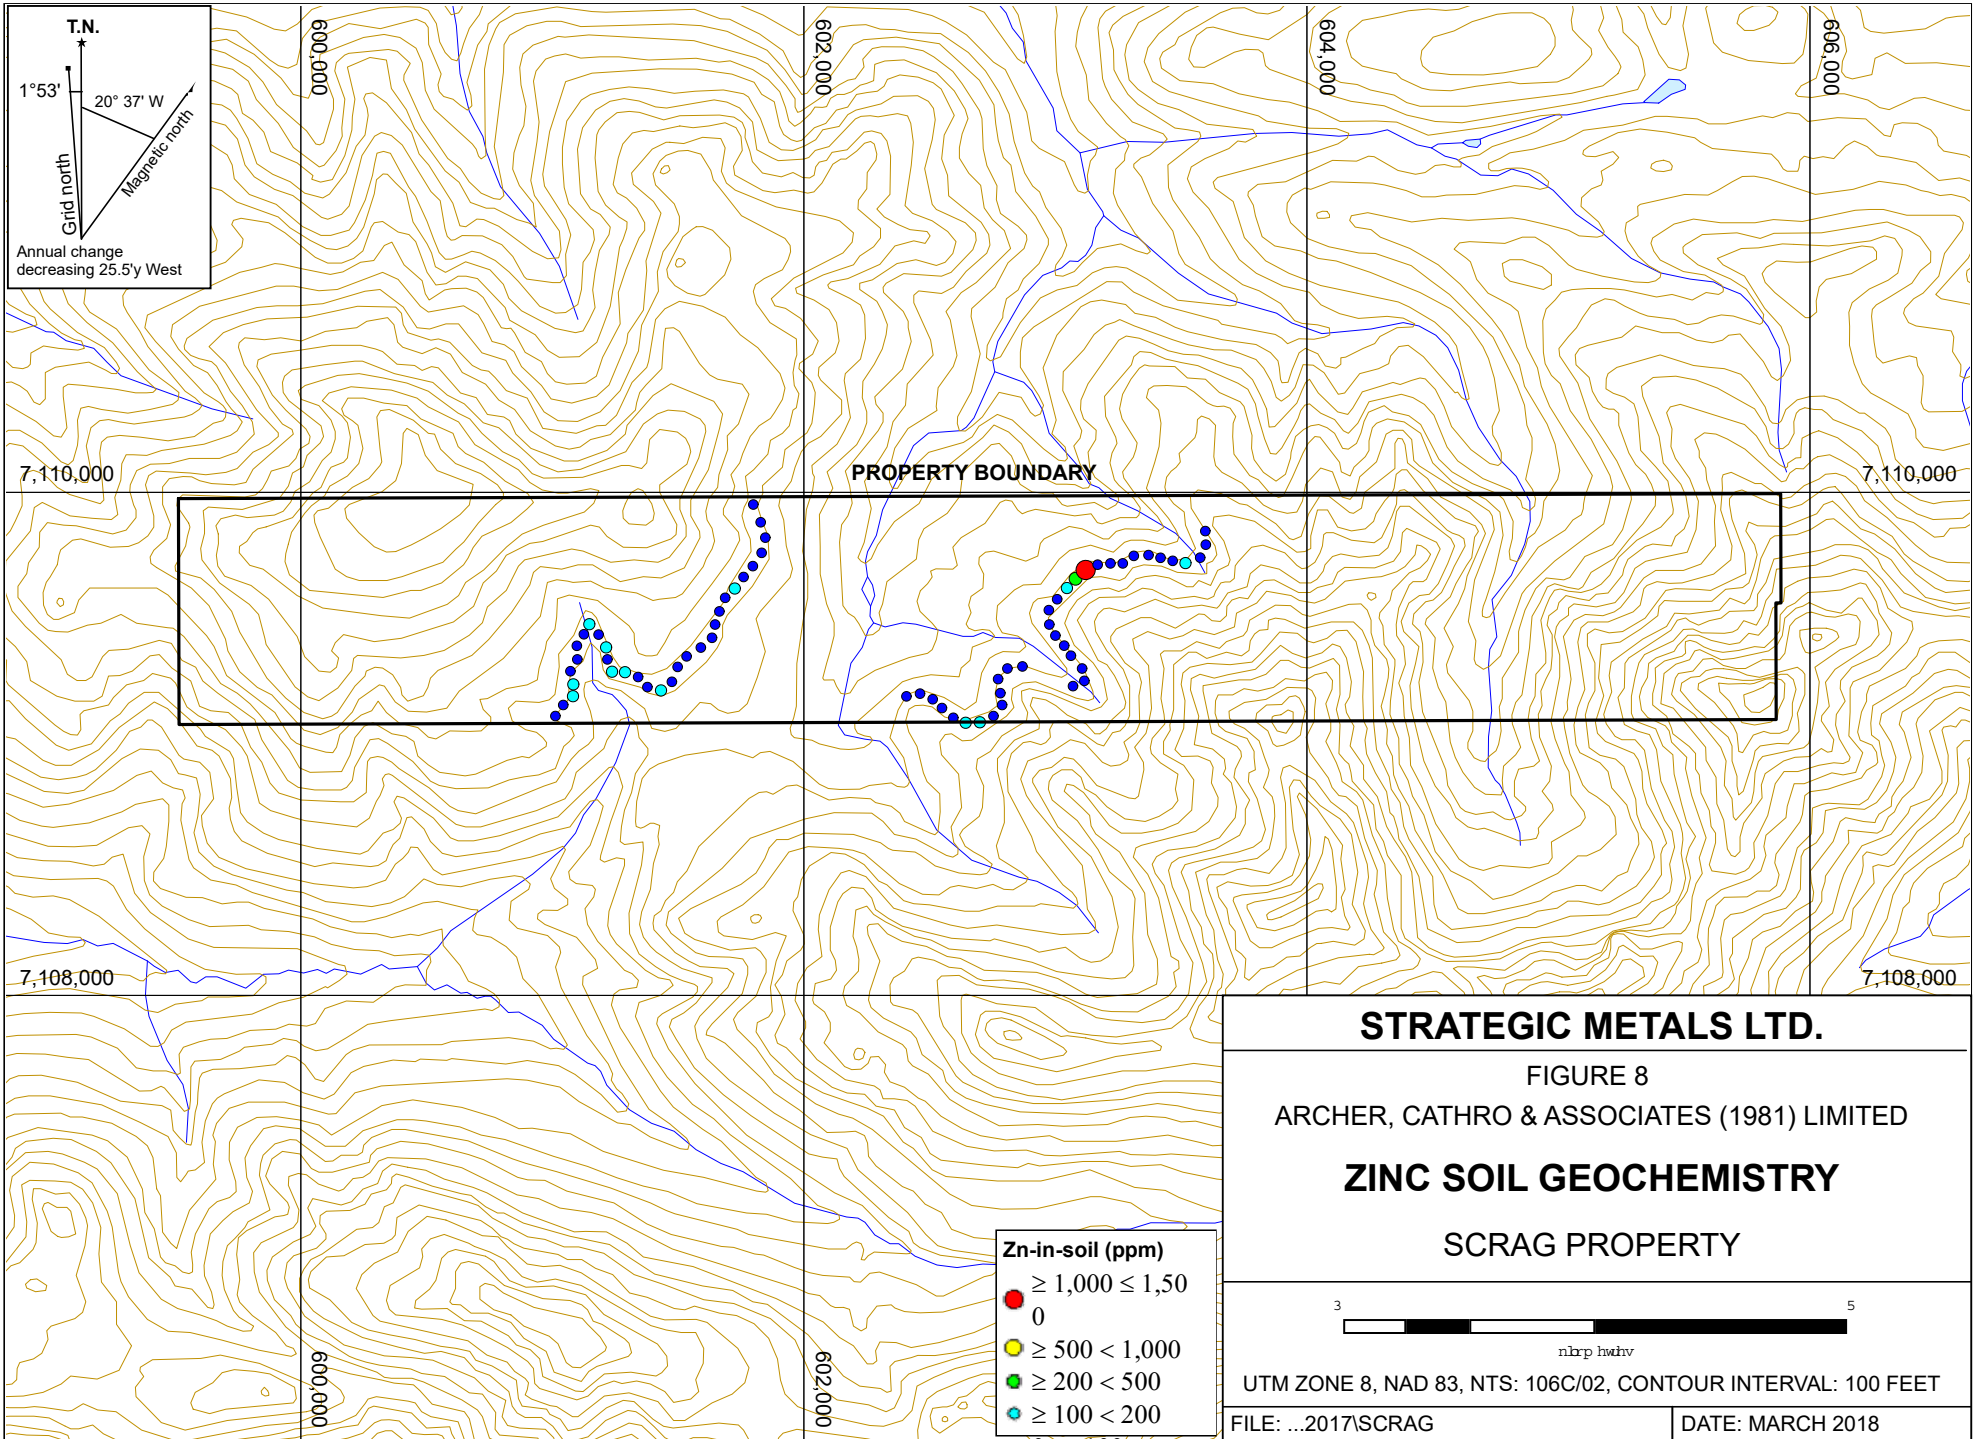 T.N.
1°53'
20° 37' W
Grid north
Magnetic north
Annual change
decreasing 25.5'y West
600,000
602,000
604,000
606,000
7,110,000
PROPERTY BOUNDARY
7,110,000
7,108,000
7,108,000
600,000
602,000
Zn-in-soil (ppm)
≥ 1,000 ≤ 1,50
0
≥ 500 < 1,000
≥ 200 < 500
≥ 100 < 200
STRATEGIC METALS LTD.
FIGURE 8
ARCHER, CATHRO & ASSOCIATES (1981) LIMITED
ZINC SOIL GEOCHEMISTRY
SCRAG PROPERTY
3
5
UTM ZONE 8, NAD 83, NTS: 106C/02, CONTOUR INTERVAL: 100 FEET
FILE: ...2017\SCRAG
DATE: MARCH 2018